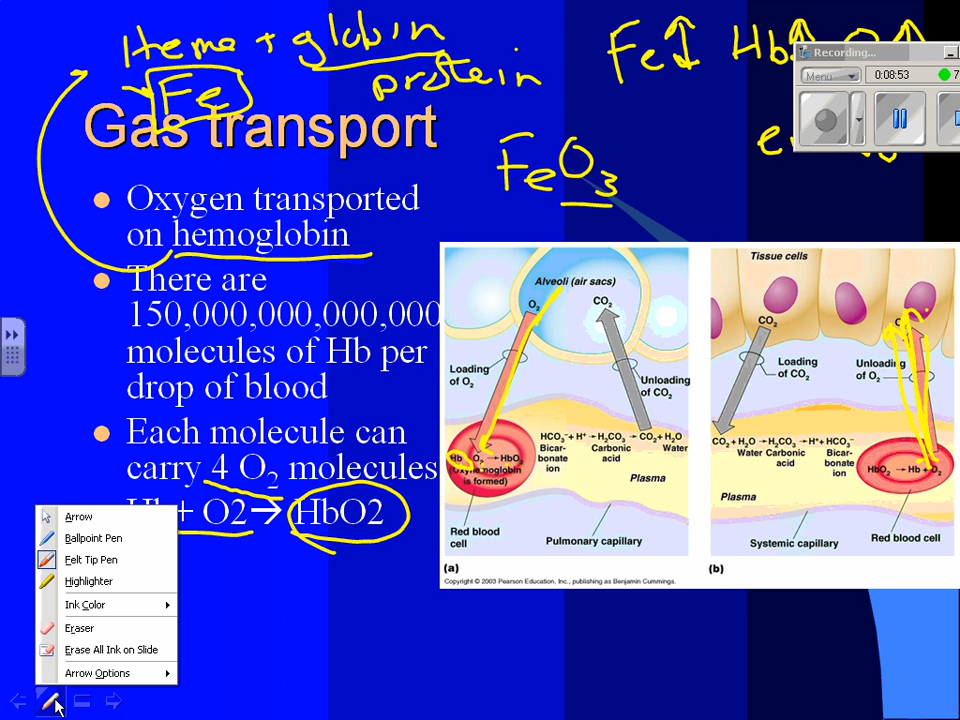 Heme + globin
protein
Fe
Fe Hb O
FeO3
Recording...
Menu
0:08:53
7
Gas transport
Oxygen transported
on hemoglobin
There are
150,000,000,000,000
molecules of Hb per
drop of blood
Each molecule can
carry 4 O2 molecules
Hb + O2→ HbO2
Alveoli (air sacs)
O2
CO2
Loading
of O2
Unloading
of CO2
HCO3− + H+ → H2CO3 → CO2 + H2O
Bicar-
bonate
ion
Carbonic
acid
Water
Hb + O2 → HbO2
(Oxyhemoglobin
is formed)
Plasma
Red blood
cell
Pulmonary capillary
(a)
Copyright © 2003 Pearson Education, Inc., publishing as Benjamin Cummings.
Tissue cells
CO2
Loading
of CO2
Unloading
of O2
CO2 + H2O → H2CO3 → H+ + HCO3−
Water
Carbonic
acid
Bicar-
bonate
ion
HbO2 → Hb + O2
Plasma
Systemic capillary
Red blood cell
(b)
Arrow
Ballpoint Pen
Felt Tip Pen
Highlighter
Ink Color
Eraser
Erase All Ink on Slide
Arrow Options